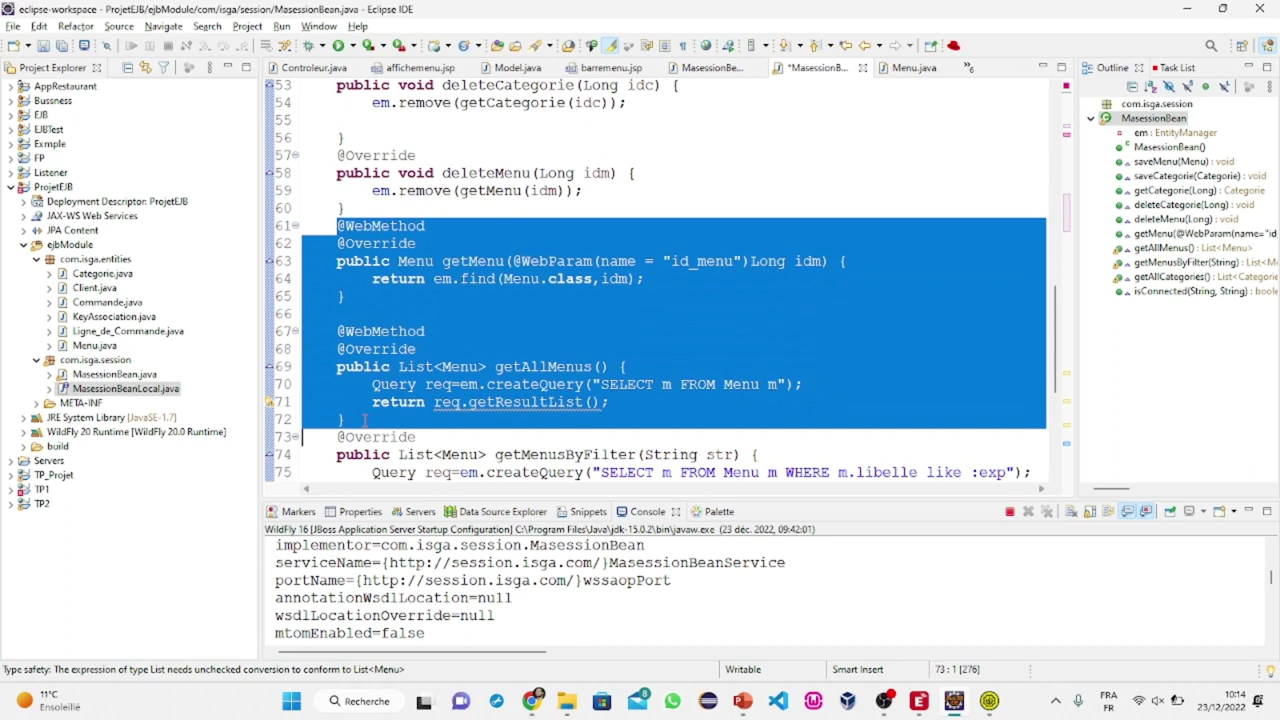 eclipse-workspace - ProjetEJB/ejbModule/com/isga/session/MasessionBean.java - Eclipse IDE
File Edit Refactor Source Navigate Search Project Run Window Help
Project Explorer
Controleur.java affichemenu.jsp Model.java barremenu.jsp MasessionBe... *MasessionB... Menu.java
Outline Task List
AppRestaurant
Bussness
EJB
EJBTest
Exmple
FP
Listener
ProjetEJB
Deployment Descriptor: ProjetEJB
JAX-WS Web Services
JPA Content
ejbModule
com.isga.entities
Categorie.java
Client.java
Commande.java
KeyAssociation.java
Ligne_de_Commande.java
Menu.java
com.isga.session
MasessionBean.java
MasessionBeanLocal.java
META-INF
JRE System Library [JavaSE-1.7]
WildFly 20 Runtime [WildFly 20.0 Runtime]
build
Servers
TP_Projet
TP1
TP2
53 public void deleteCategorie(Long idc) {
54 em.remove(getCategorie(idc));
55
56 }
57 @Override
58 public void deleteMenu(Long idm) {
59 em.remove(getMenu(idm));
60 }
61 @WebMethod
62 @Override
63 public Menu getMenu(@WebParam(name = "id_menu")Long idm) {
64 return em.find(Menu.class,idm);
65 }
66
67 @WebMethod
68 @Override
69 public List<Menu> getAllMenus() {
70 Query req=em.createQuery("SELECT m FROM Menu m");
71 return req.getResultList();
72 }
73 @Override
74 public List<Menu> getMenusByFilter(String str) {
75 Query req=em.createQuery("SELECT m FROM Menu m WHERE m.libelle like :exp");
com.isga.session
MasessionBean
em : EntityManager
MasessionBean()
saveMenu(Menu) : void
saveCategorie(Categorie) : void
getCategorie(Long) : Categorie
deleteCategorie(Long) : void
deleteMenu(Long) : void
getMenu(@WebParam(name="id
getAllMenus() : List<Menu>
getMenusByFilter(String) : List<M
getAllCategories() : List<Categor
isConnected(String, String) : boole
Markers Properties Servers Data Source Explorer Snippets Console Palette
WildFly 16 [JBoss Application Server Startup Configuration] C:\Program Files\Java\jdk-15.0.2\bin\javaw.exe (23 déc. 2022, 09:42:01)
implementor=com.isga.session.MasessionBean
serviceName={http://session.isga.com/}MasessionBeanService
portName={http://session.isga.com/}wssaopPort
annotationWsdlLocation=null
wsdlLocationOverride=null
mtomEnabled=false
Type safety: The expression of type List needs unchecked conversion to conform to List<Menu>
Writable
Smart Insert
73 : 1 [276]
11°C
Ensoleillé
Recherche
8
FRA
FR
10:14
23/12/2022